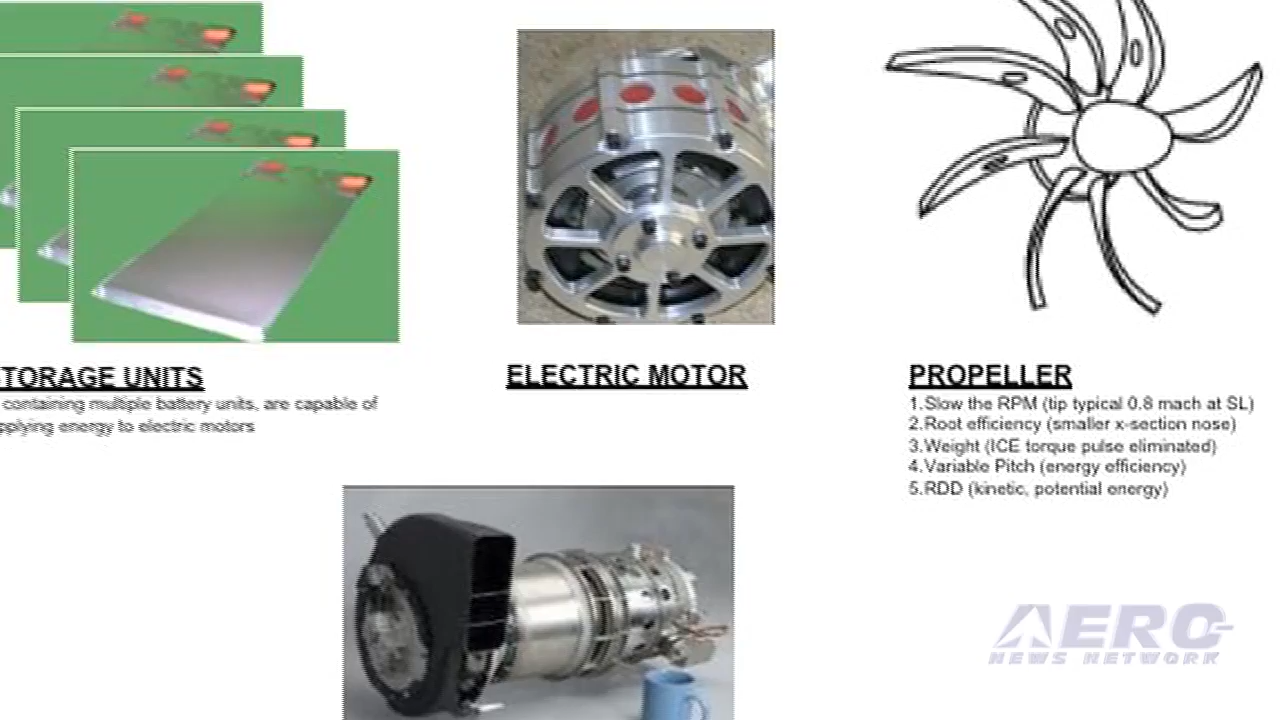 TORAGE UNITS
containing multiple battery units, are capable of
pplying energy to electric motors
ELECTRIC MOTOR
PROPELLER
1.Slow the RPM (tip typical 0.8 mach at SL)
2.Root efficiency (smaller x-section nose)
3.Weight (ICE torque pulse eliminated)
4.Variable Pitch (energy efficiency)
5.RDD (kinetic, potential energy)
AERO
NEWS NETWORK